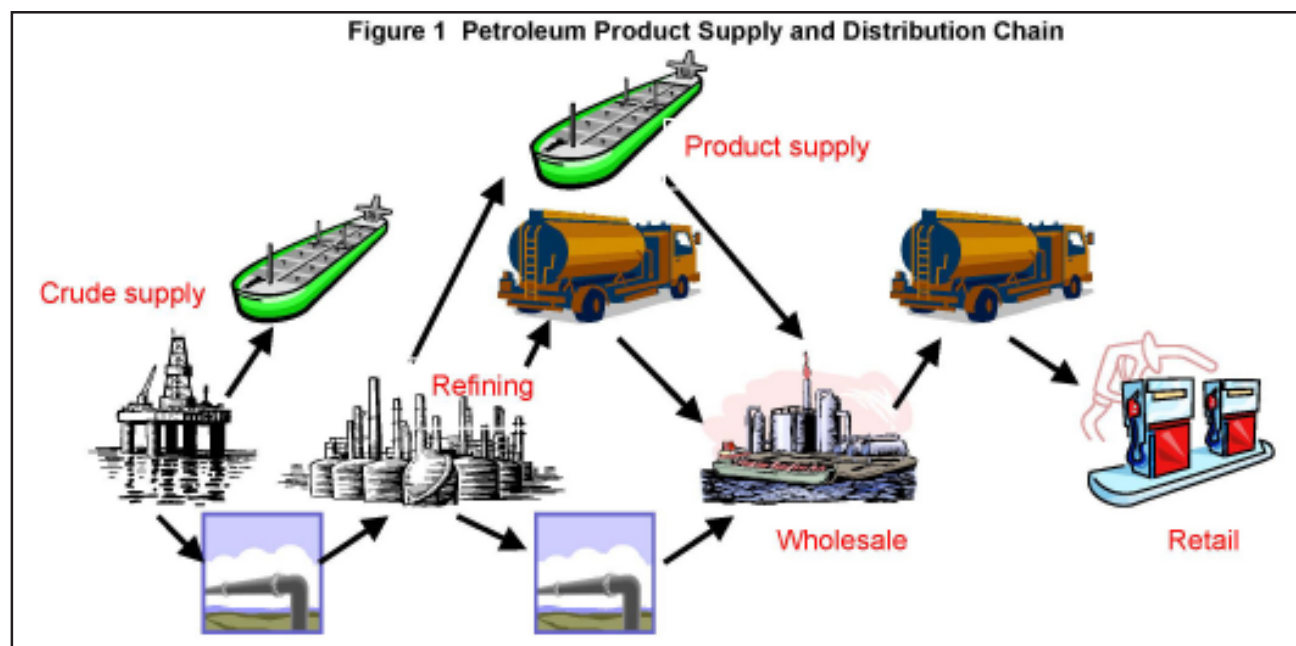 Figure 1 Petroleum Product Supply and Distribution Chain
Product supply
Crude supply
Refining
Wholesale
Retail